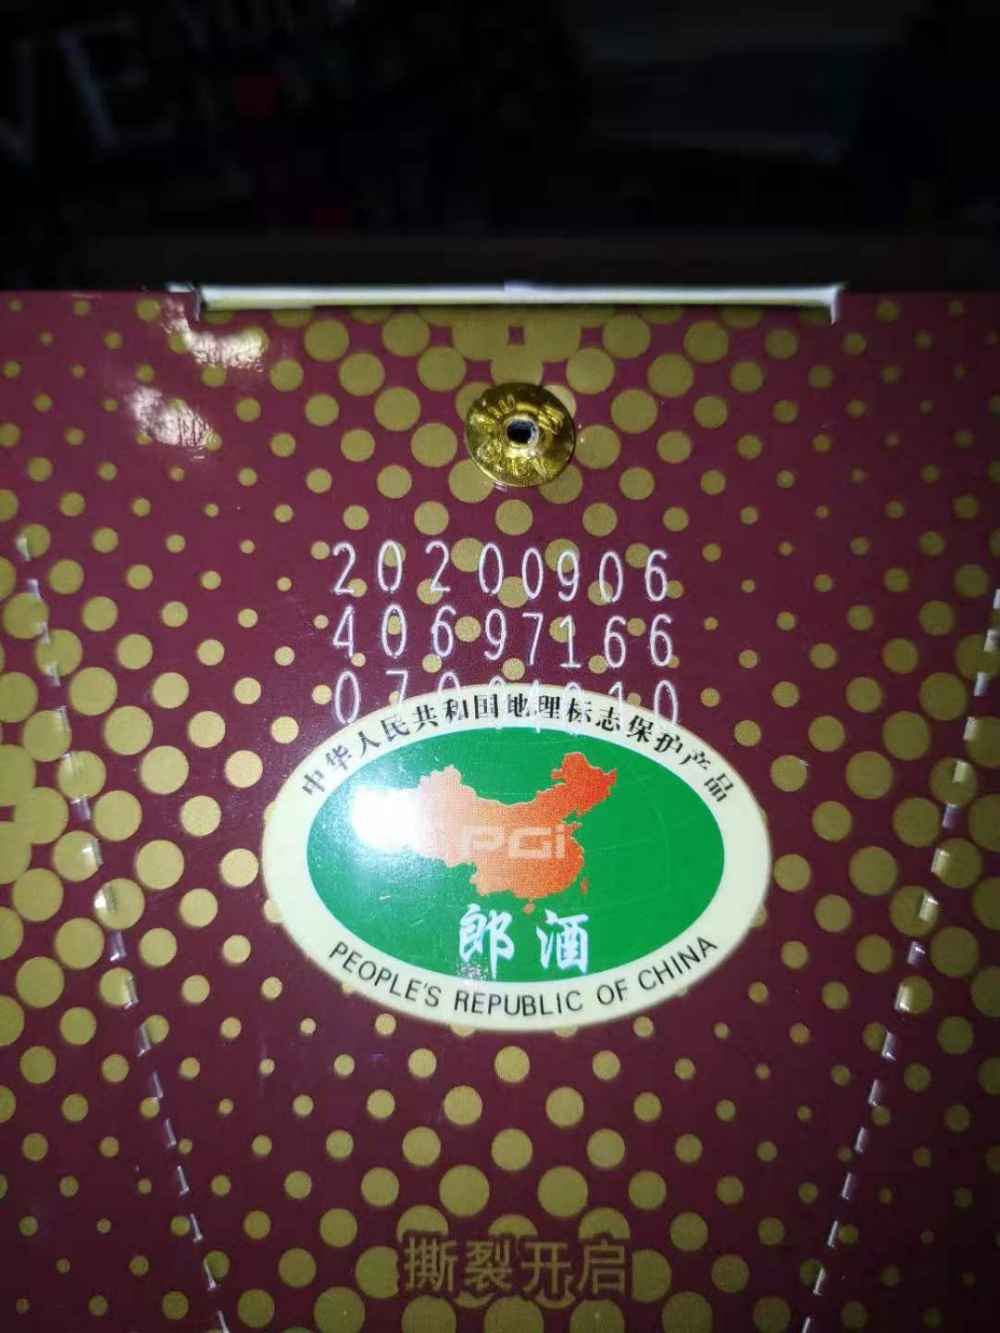 20200906
40697166
中华人民共和国地理标志保护产品
PGi
郎酒
PEOPLE'S REPUBLIC OF CHINA
撕裂开启